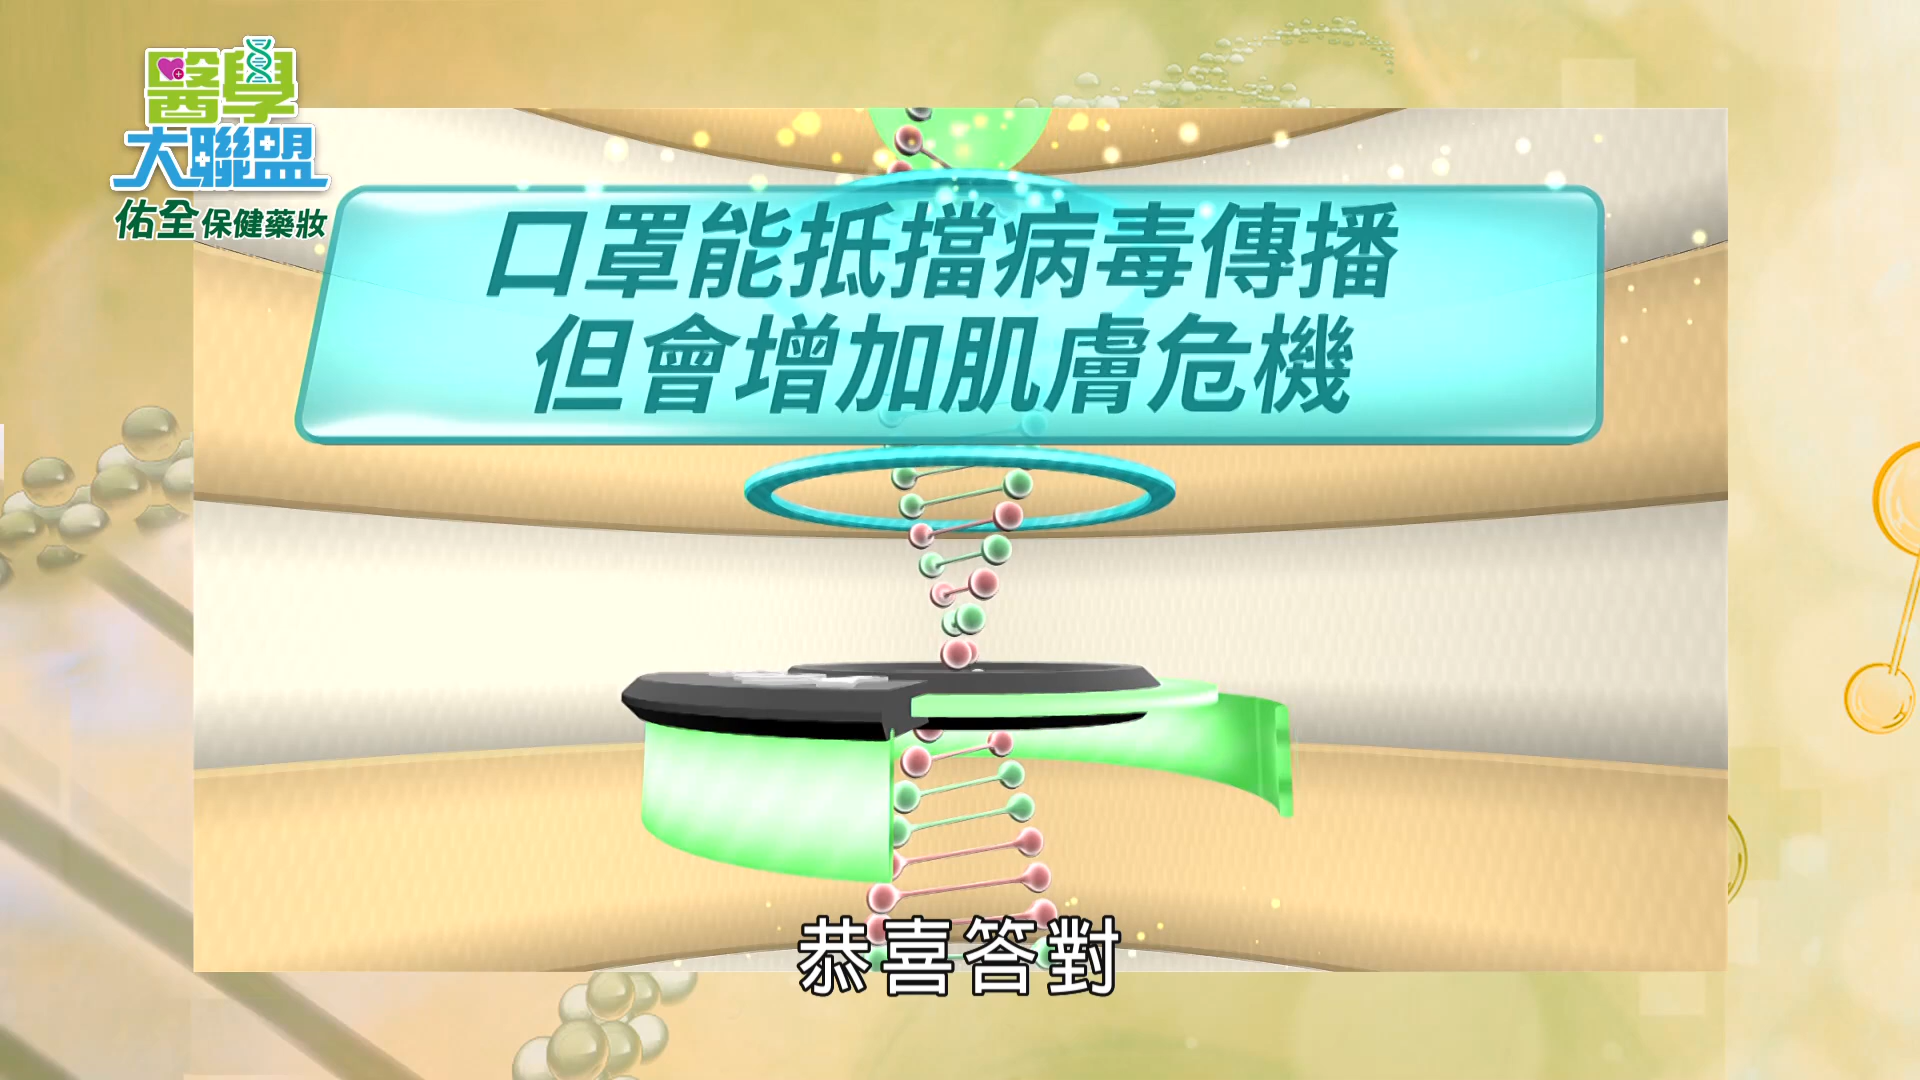 醫學
大聯盟
佑全保健藥妝
口罩能抵擋病毒傳播
但會增加肌膚危機
恭喜答對